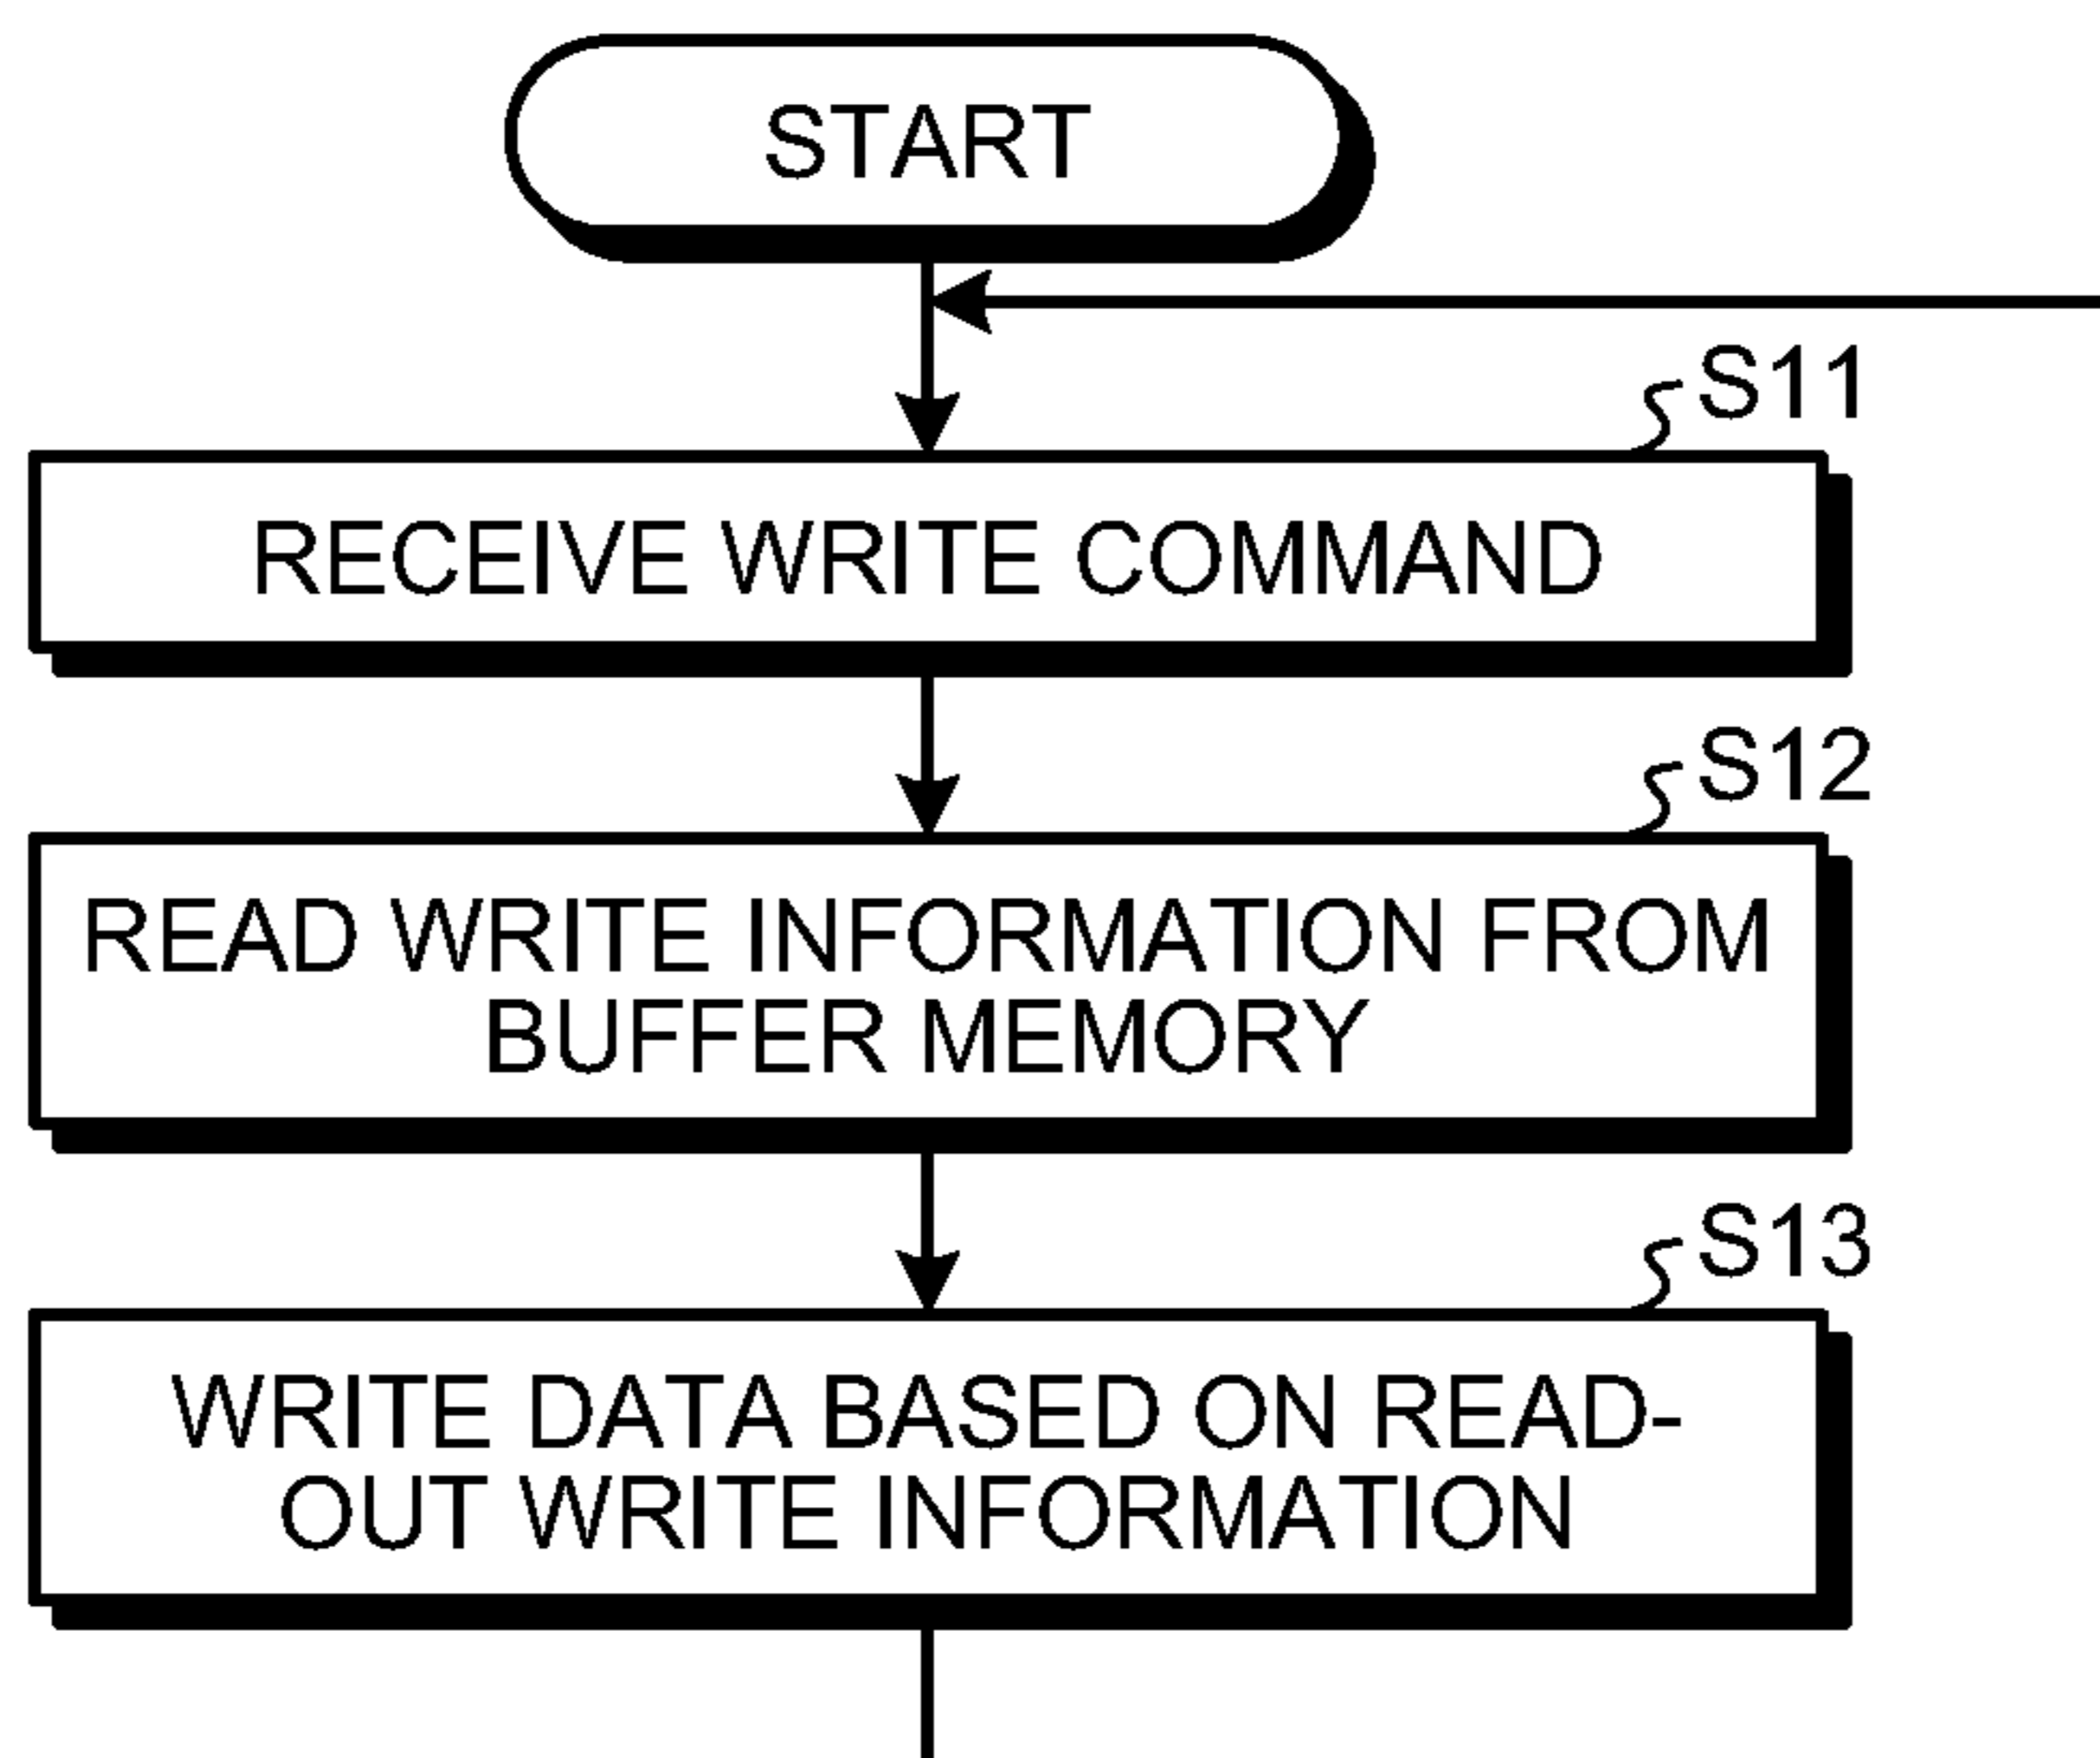 START
S11
RECEIVE WRITE COMMAND
S12
READ WRITE INFORMATION FROM
BUFFER MEMORY
S13
WRITE DATA BASED ON READ-
OUT WRITE INFORMATION